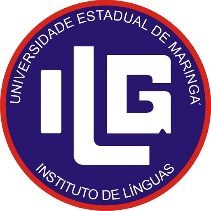 UNIVERSIDADE ESTADUAL DE MARINGÁ
ILG
INSTITUTO DE LÍNGUAS